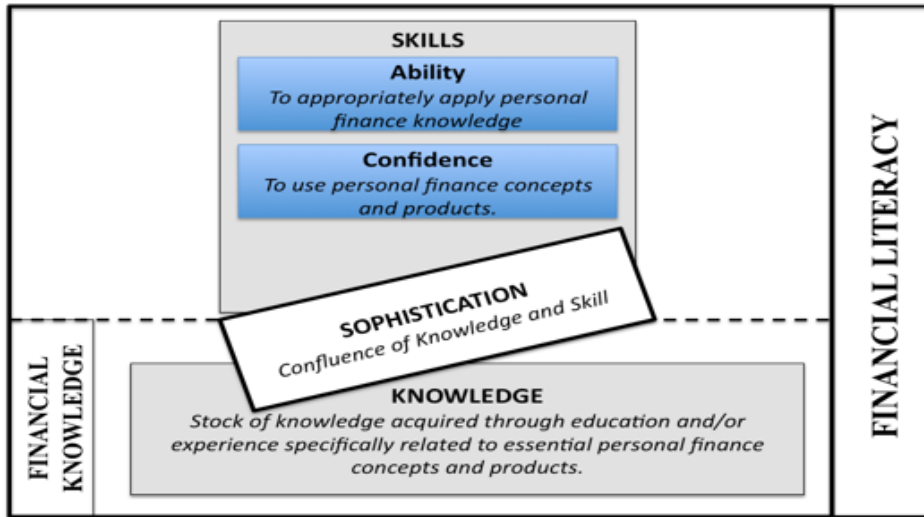 SKILLS
Ability
To appropriately apply personal
finance knowledge
Confidence
To use personal finance concepts
and products.
SOPHISTICATION
Confluence of Knowledge and Skill
KNOWLEDGE
Stock of knowledge acquired through education and/or
experience specifically related to essential personal finance
concepts and products.
FINANCIAL
KNOWLEDGE
FINANCIAL LITERACY